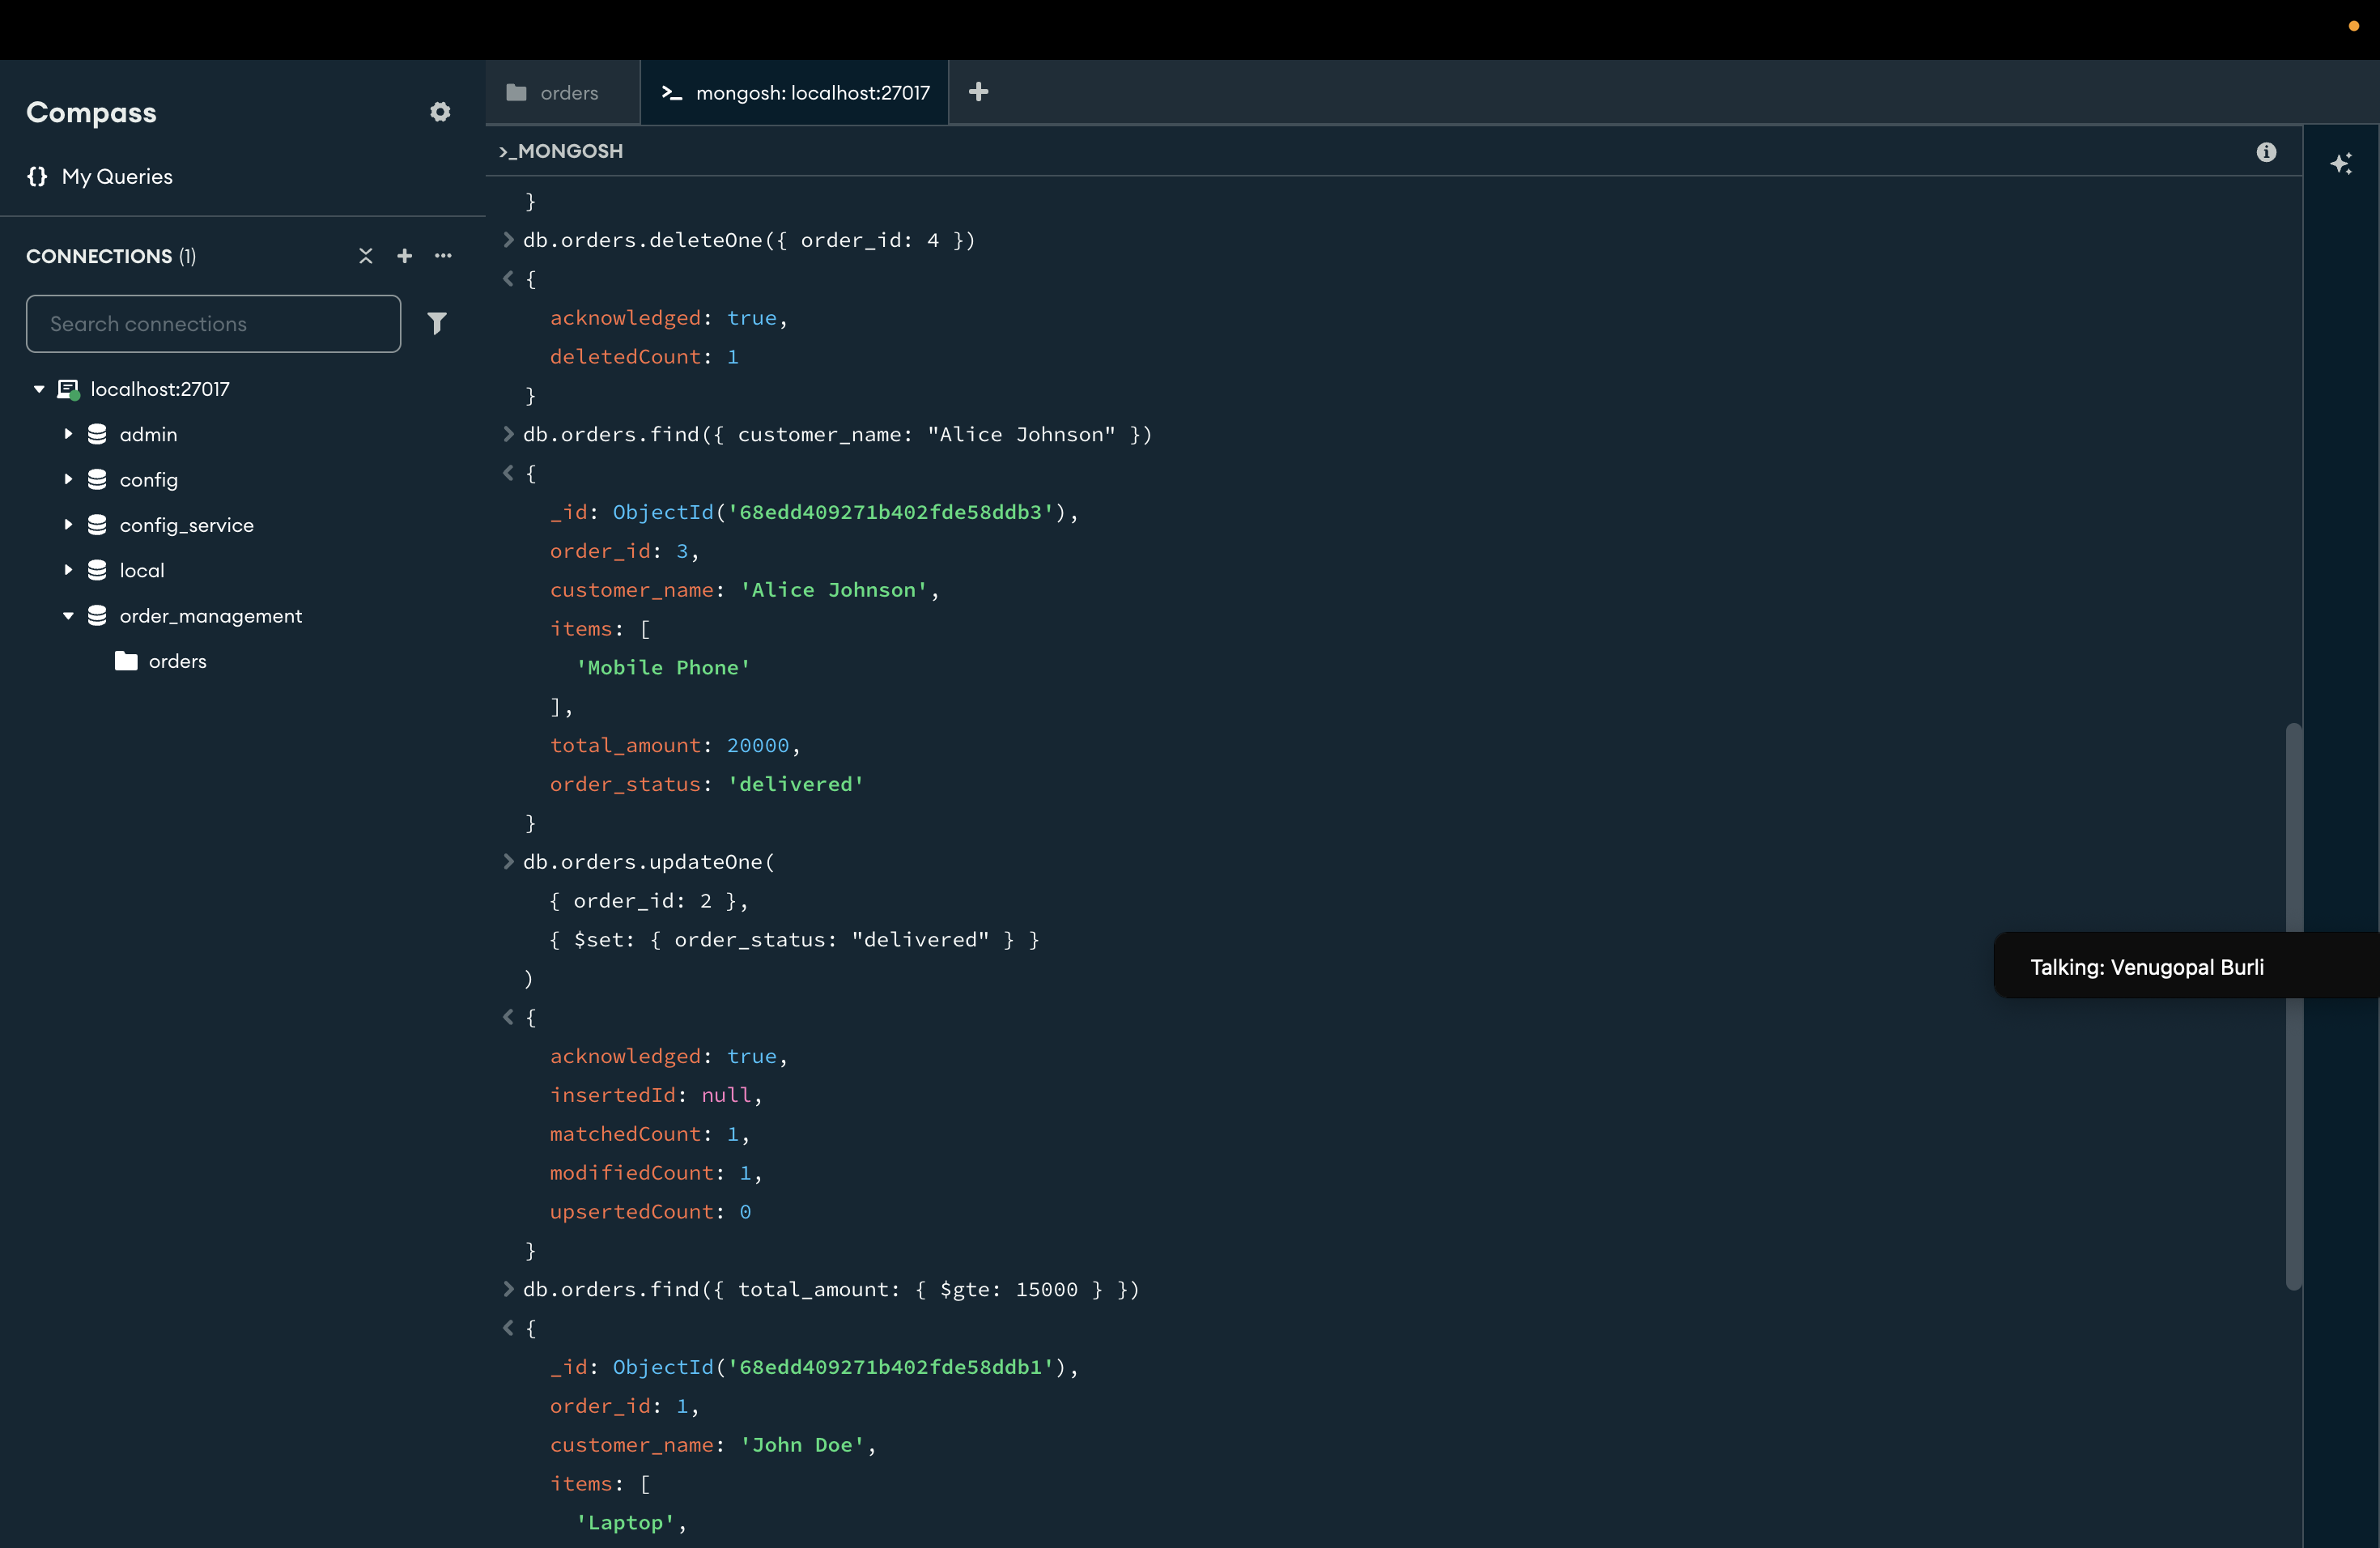 Compass
My Queries
CONNECTIONS (1)
Search connections
localhost:27017
admin
config
config_service
local
order_management
orders
orders
mongosh: localhost:27017
>_MONGOSH
}
db.orders.deleteOne({ order_id: 4 })
{
acknowledged: true,
deletedCount: 1
}
db.orders.find({ customer_name: "Alice Johnson" })
{
_id: ObjectId('68edd409271b402fde58ddb3'),
order_id: 3,
customer_name: 'Alice Johnson',
items: [
'Mobile Phone'
],
total_amount: 20000,
order_status: 'delivered'
}
db.orders.updateOne(
{ order_id: 2 },
{ $set: { order_status: "delivered" } }
)
{
acknowledged: true,
insertedId: null,
matchedCount: 1,
modifiedCount: 1,
upsertedCount: 0
}
db.orders.find({ total_amount: { $gte: 15000 } })
{
_id: ObjectId('68edd409271b402fde58ddb1'),
order_id: 1,
customer_name: 'John Doe',
items: [
'Laptop',
Talking: Venugopal Burli